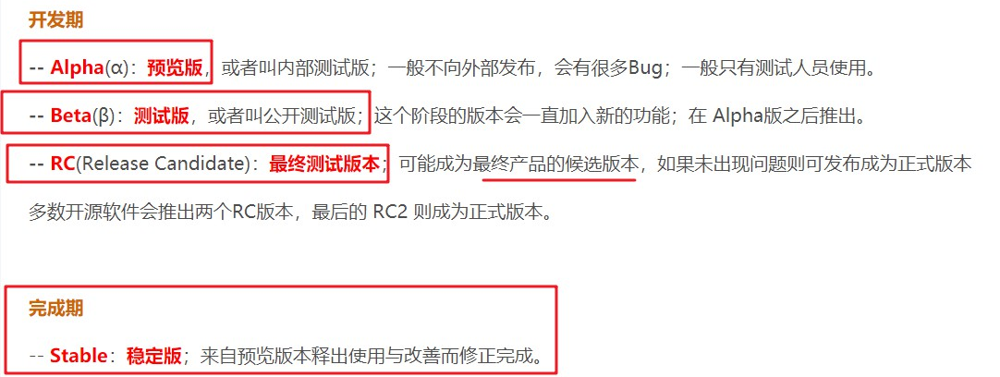 开发期
-- Alpha(α)：预览版，或者叫内部测试版；一般不向外部发布，会有很多Bug；一般只有测试人员使用。
-- Beta(β)：测试版，或者叫公开测试版；这个阶段的版本会一直加入新的功能；在 Alpha版之后推出。
-- RC(Release Candidate)：最终测试版本；可能成为最终产品的候选版本，如果未出现问题则可发布成为正式版本
多数开源软件会推出两个RC版本，最后的 RC2 则成为正式版本。
完成期
-- Stable：稳定版；来自预览版本释出使用与改善而修正完成。